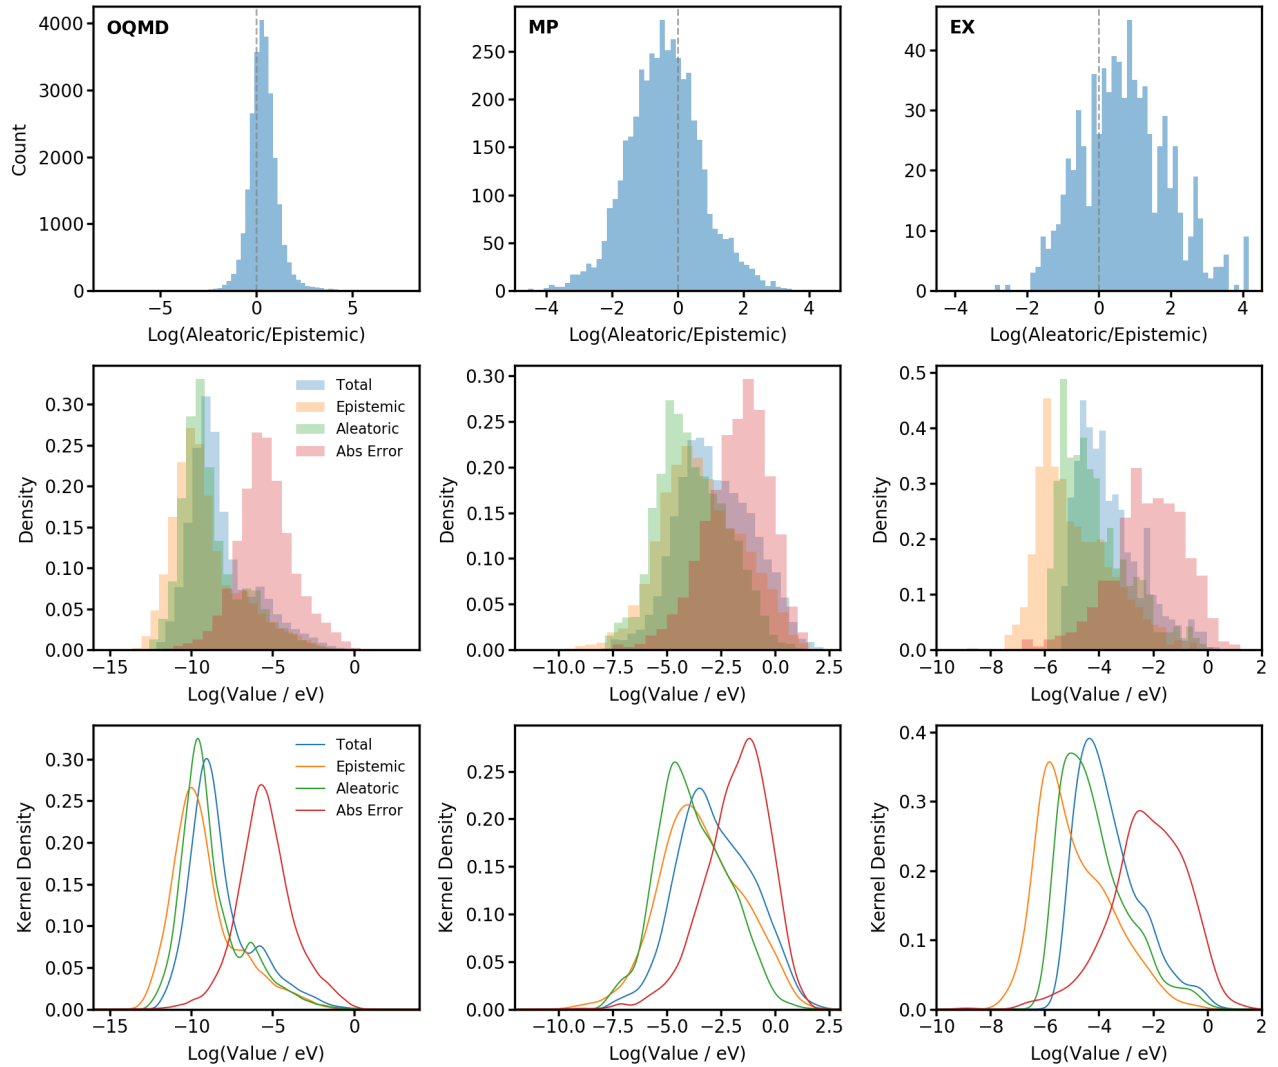 OQMD
4000
3000
2000
1000
0
Count
−5 0 5
Log(Aleatoric/Epistemic)
MP
250
200
150
100
50
0
−4 −2 0 2 4
Log(Aleatoric/Epistemic)
EX
40
30
20
10
0
−4 −2 0 2 4
Log(Aleatoric/Epistemic)
Total
Epistemic
Aleatoric
Abs Error
0.30
0.25
0.20
0.15
0.10
0.05
0.00
Density
−15 −10 −5 0
Log(Value / eV)
0.30
0.25
0.20
0.15
0.10
0.05
0.00
Density
−10.0 −7.5 −5.0 −2.5 0.0 2.5
Log(Value / eV)
0.5
0.4
0.3
0.2
0.1
0.0
Density
−10 −8 −6 −4 −2 0 2
Log(Value / eV)
Total
Epistemic
Aleatoric
Abs Error
0.30
0.25
0.20
0.15
0.10
0.05
0.00
Kernel Density
−15 −10 −5 0
Log(Value / eV)
0.25
0.20
0.15
0.10
0.05
0.00
Kernel Density
−10.0 −7.5 −5.0 −2.5 0.0 2.5
Log(Value / eV)
0.4
0.3
0.2
0.1
0.0
Kernel Density
−10 −8 −6 −4 −2 0 2
Log(Value / eV)